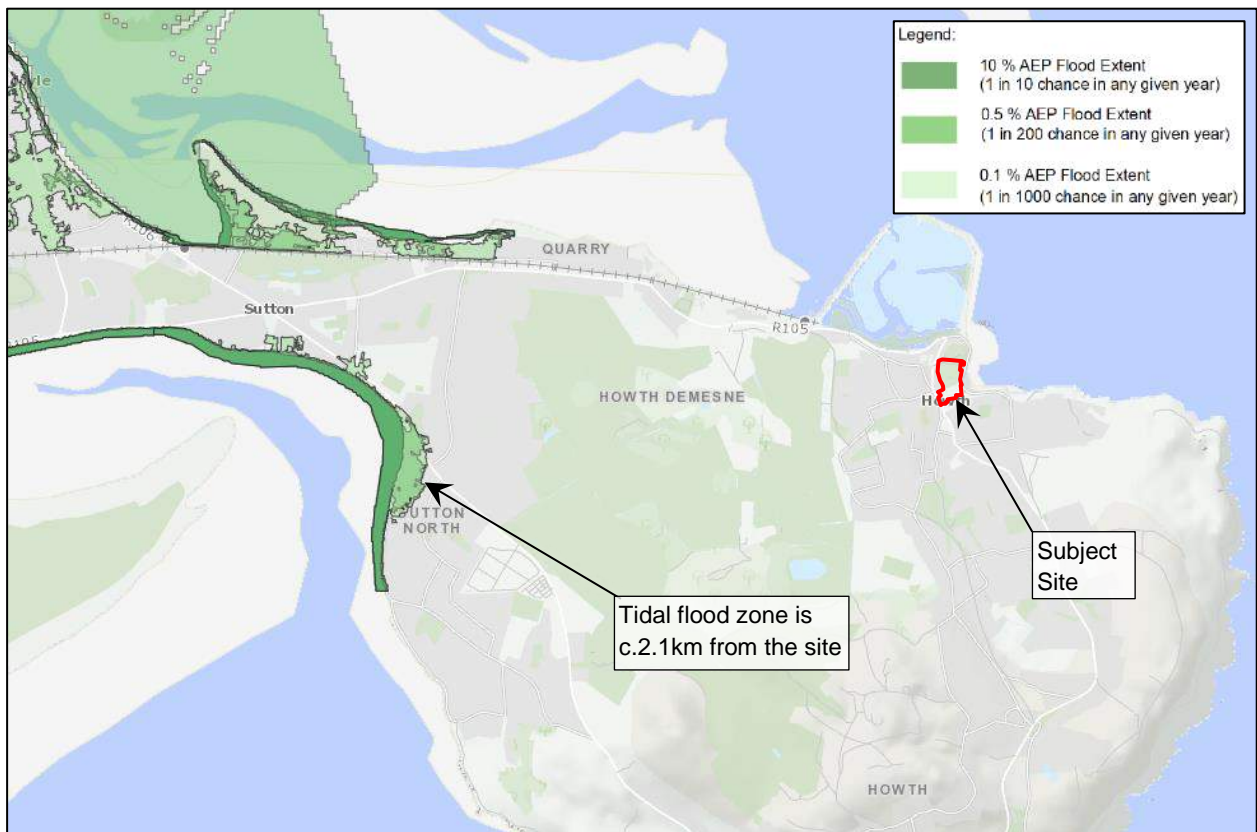 Legend:
10 % AEP Flood Extent
(1 in 10 chance in any given year)
0.5 % AEP Flood Extent
(1 in 200 chance in any given year)
0.1 % AEP Flood Extent
(1 in 1000 chance in any given year)
R106
QUARRY
Sutton
R105
HOWTH DEMESNE
Howth
SUTTON
NORTH
Subject
Site
Tidal flood zone is
c.2.1km from the site
HOWTH